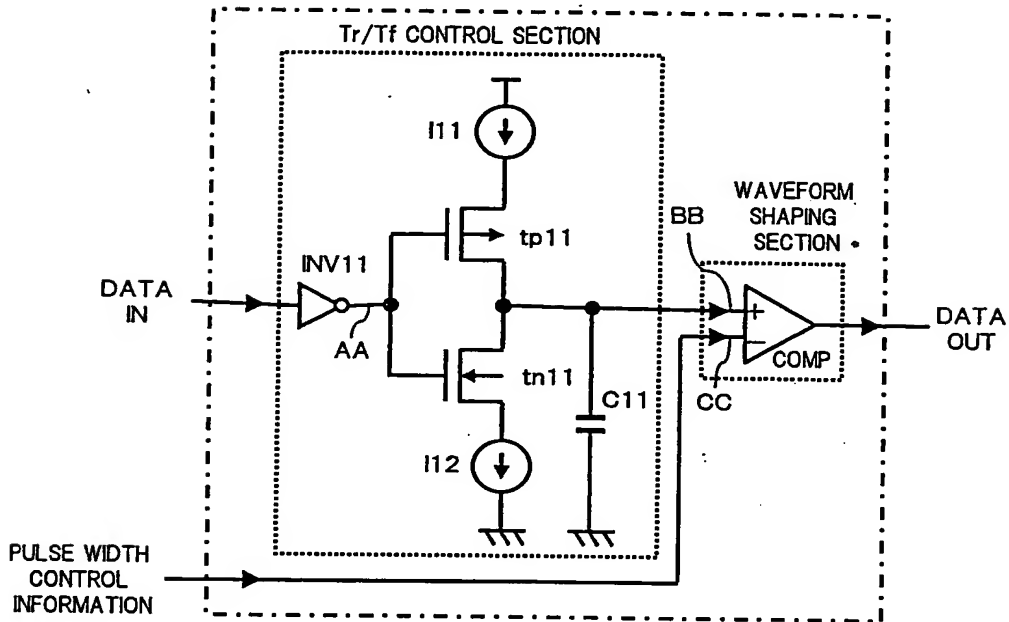 Tr/Tf CONTROL SECTION
I11
tp11
INV11
DATA
IN
AA
tn11
I12
C11
WAVEFORM
SHAPING
SECTION
BB
+
−
COMP
CC
DATA
OUT
PULSE WIDTH
CONTROL
INFORMATION